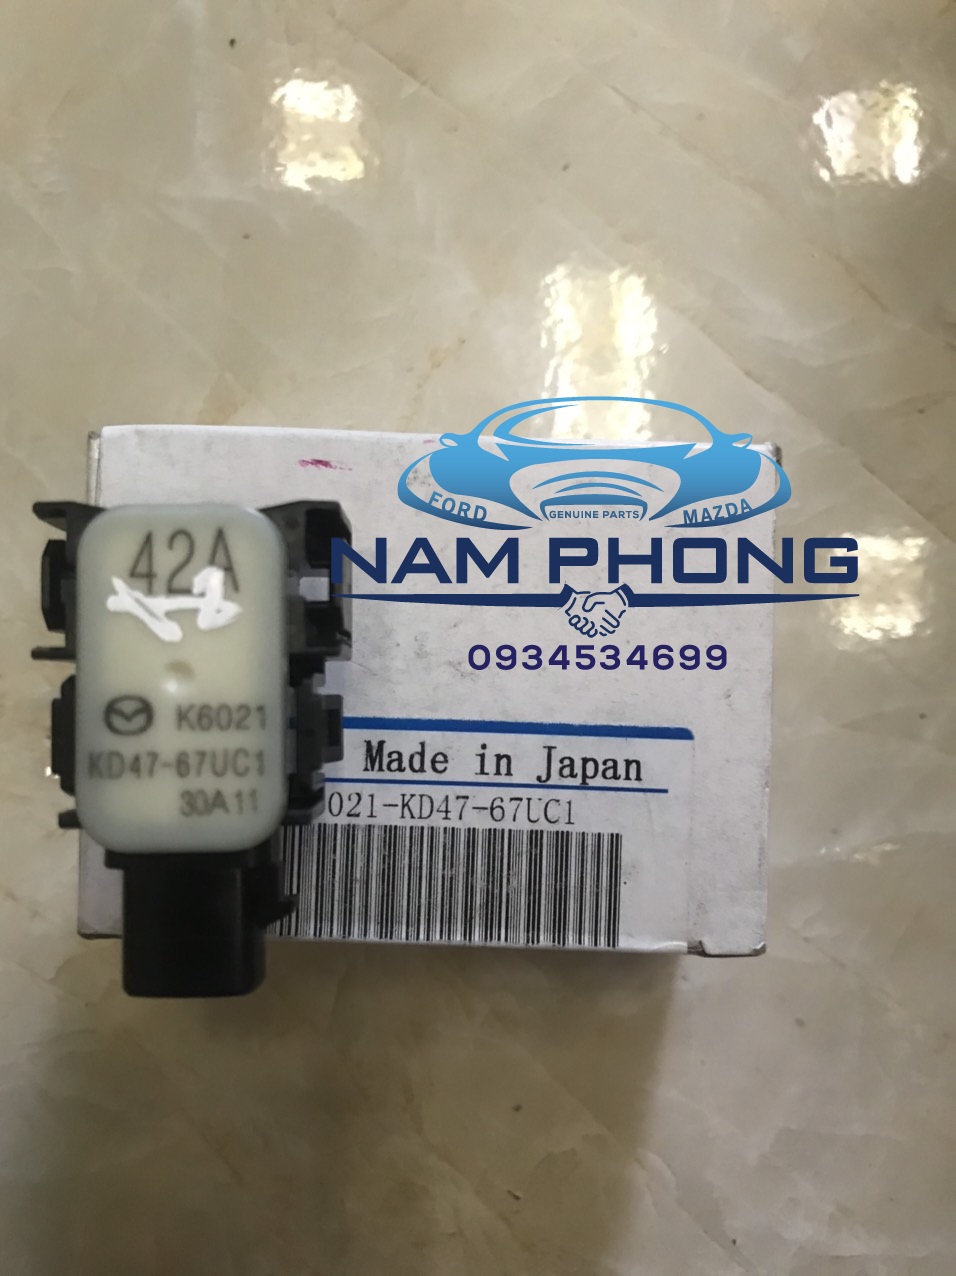 FORD
GENUINE PARTS
MAZDA
NAM PHONG
0934534699
42A
K6021
KD47-67UC1
30A11
Made in Japan
021-KD47-67UC1